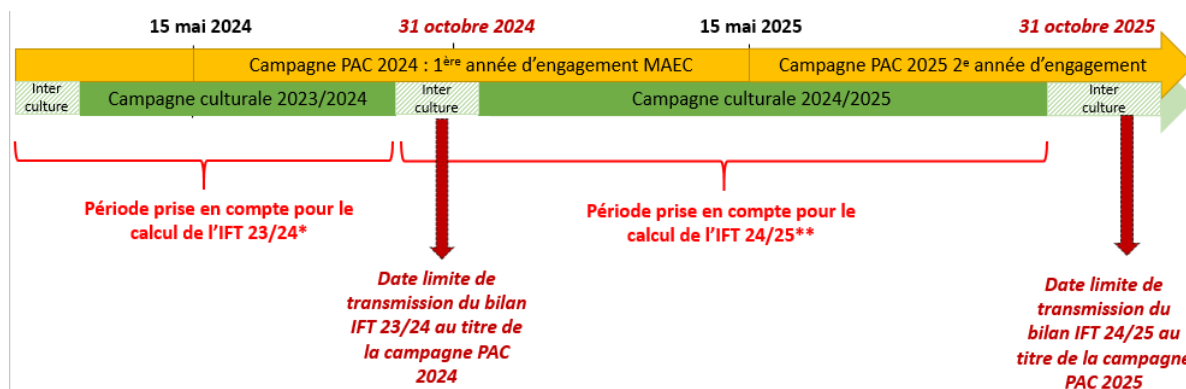 15 mai 2024
31 octobre 2024
15 mai 2025
31 octobre 2025
Campagne PAC 2024 : 1ère année d’engagement MAEC
Campagne PAC 2025 2e année d’engagement
Inter
culture
Campagne culturale 2023/2024
Inter
culture
Campagne culturale 2024/2025
Inter
culture
Période prise en compte pour le
calcul de l’IFT 23/24*
Période prise en compte pour le
calcul de l’IFT 24/25**
Date limite de
transmission du bilan
IFT 23/24 au titre de
la campagne PAC
2024
Date limite de
transmission du
bilan IFT 24/25 au
titre de la campagne
PAC 2025